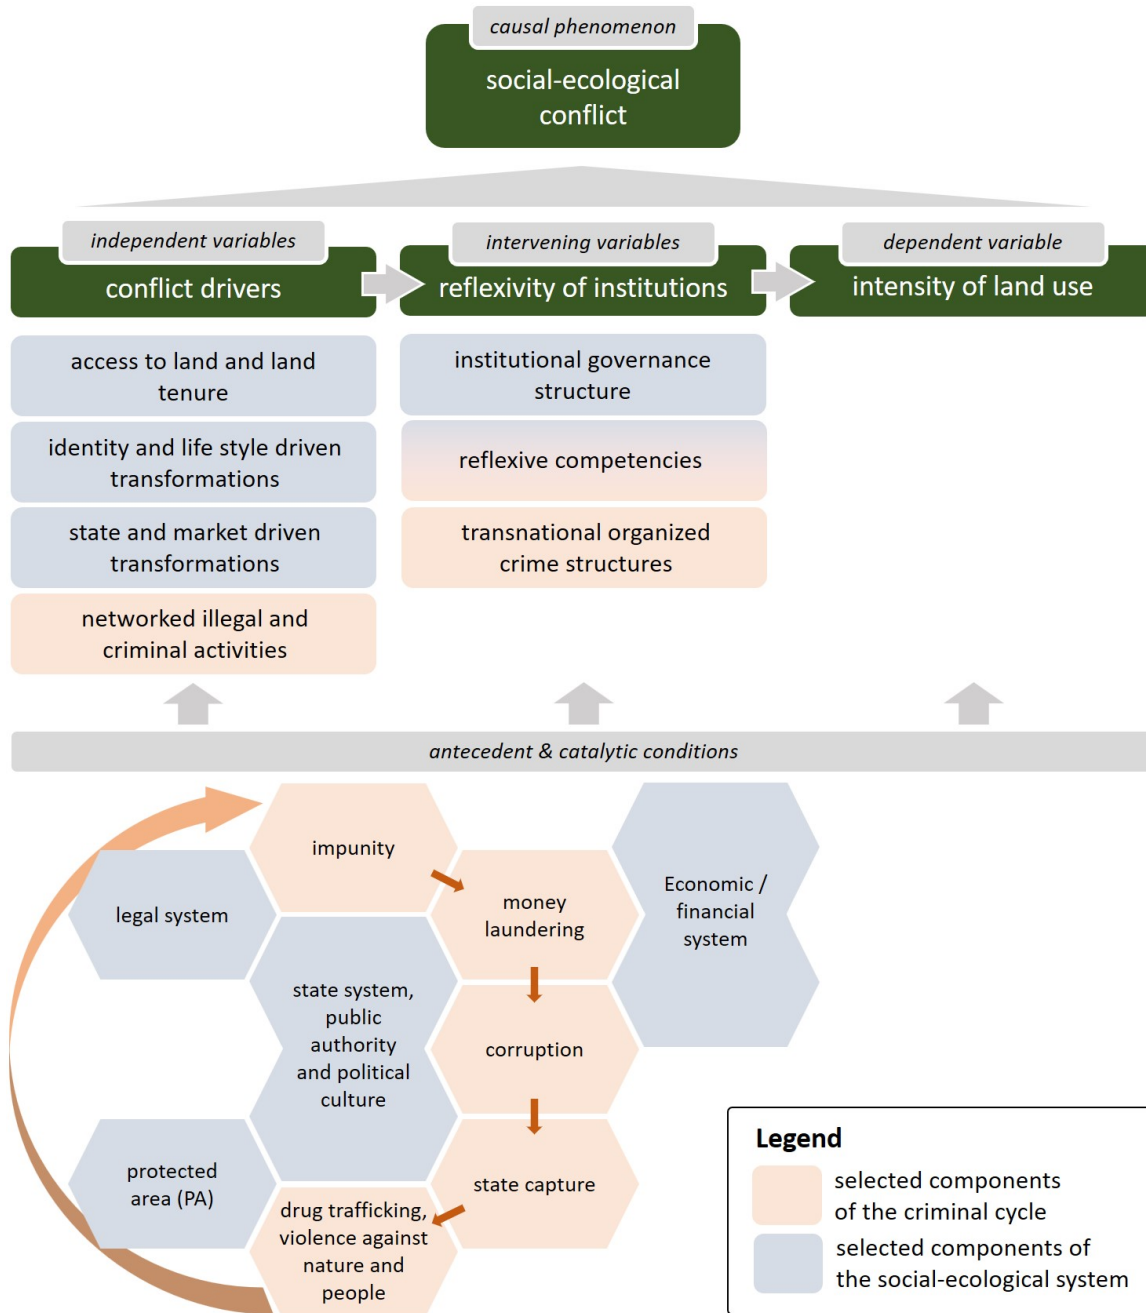 causal phenomenon
social-ecological
conflict
independent variables
conflict drivers
intervening variables
reflexivity of institutions
dependent variable
intensity of land use
access to land and land
tenure
identity and life style driven
transformations
state and market driven
transformations
networked illegal and
criminal activities
institutional governance
structure
reflexive competencies
transnational organized
crime structures
antecedent & catalytic conditions
impunity
legal system
money
laundering
Economic /
financial
system
state system,
public
authority
and political
culture
corruption
protected
area (PA)
state capture
drug trafficking,
violence against
nature and
people
Legend
selected components
of the criminal cycle
selected components of
the social-ecological system